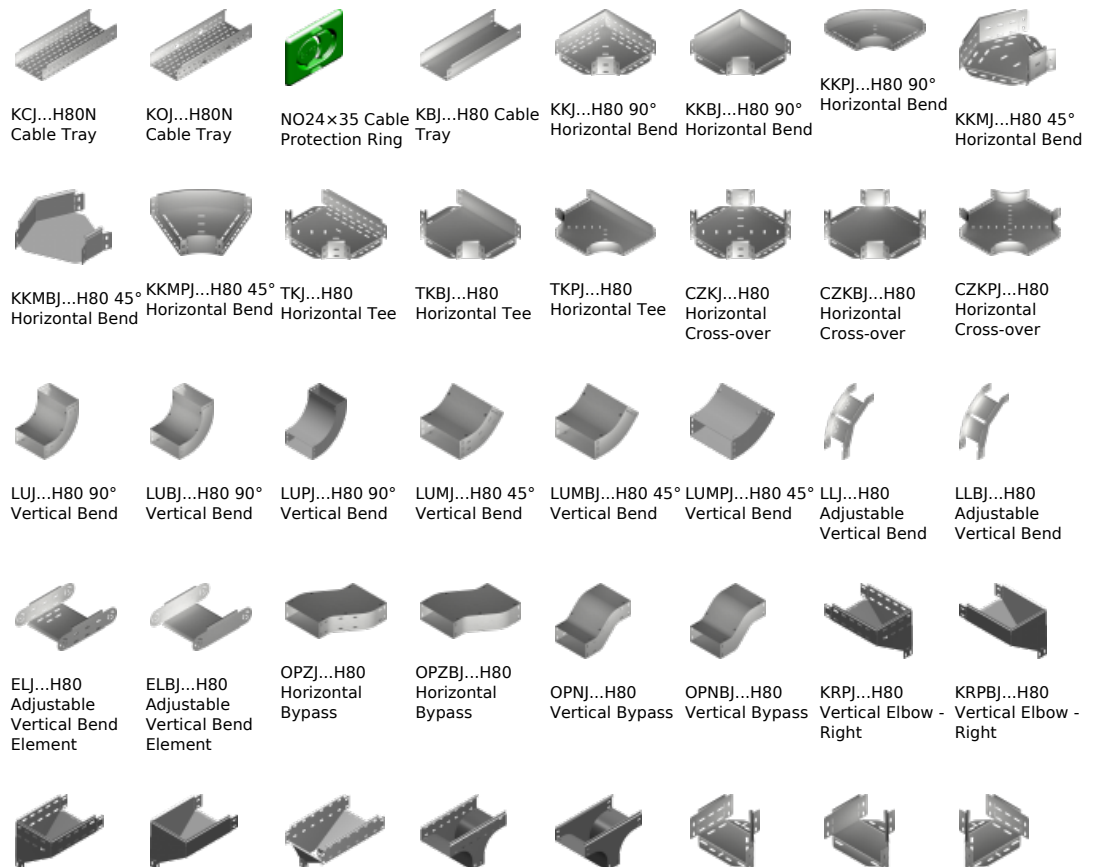 KCJ...H80N
Cable Tray
KOJ...H80N
Cable Tray
NO24×35 Cable
Protection Ring
KBJ...H80 Cable
Tray
KKJ...H80 90°
Horizontal Bend
KKBJ...H80 90°
Horizontal Bend
KKPJ...H80 90°
Horizontal Bend
KKMJ...H80 45°
Horizontal Bend
KKMBJ...H80 45°
Horizontal Bend
KKMPJ...H80 45°
Horizontal Bend
TKJ...H80
Horizontal Tee
TKBJ...H80
Horizontal Tee
TKPJ...H80
Horizontal Tee
CZKJ...H80
Horizontal
Cross-over
CZKBJ...H80
Horizontal
Cross-over
CZKPJ...H80
Horizontal
Cross-over
LUJ...H80 90°
Vertical Bend
LUBJ...H80 90°
Vertical Bend
LUPJ...H80 90°
Vertical Bend
LUMJ...H80 45°
Vertical Bend
LUMBJ...H80 45°
Vertical Bend
LUMPJ...H80 45°
Vertical Bend
LLJ...H80
Adjustable
Vertical Bend
LLBJ...H80
Adjustable
Vertical Bend
ELJ...H80
Adjustable
Vertical Bend
Element
ELBJ...H80
Adjustable
Vertical Bend
Element
OPZJ...H80
Horizontal
Bypass
OPZBJ...H80
Horizontal
Bypass
OPNJ...H80
Vertical Bypass
OPNBJ...H80
Vertical Bypass
KRPJ...H80
Vertical Elbow -
Right
KRPBJ...H80
Vertical Elbow -
Right